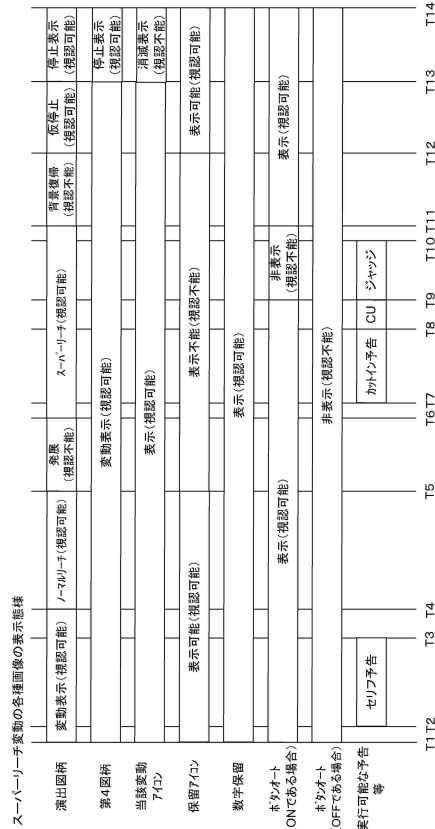 スーパーリーチ変動の各種画像の表示態様
演出図柄
変動表示(視認可能)
ノーマルリーチ(視認可能)
発展
(視認不能)
スーパーリーチ(視認可能)
背景復帰
(視認不能)
仮停止
(視認可能)
停止表示
(視認可能)
第4図柄
変動表示(視認可能)
停止表示
(視認可能)
当該変動
アイコン
表示(視認可能)
消滅表示
(視認不能)
保留アイコン
表示可能(視認可能)
表示不能(視認不能)
表示可能(視認可能)
数字保留
表示(視認可能)
ボタンオート
ONである場合)
表示(視認可能)
非表示
(視認不能)
表示(視認可能)
ボタンオート
(OFFである場合)
非表示(視認不能)
実行可能な予告
等
セリフ予告
カットイン予告
CU
ジャッジ
T1 T2 T3 T4 T5 T6 T7 T8 T9 T10 T11 T12 T13 T14